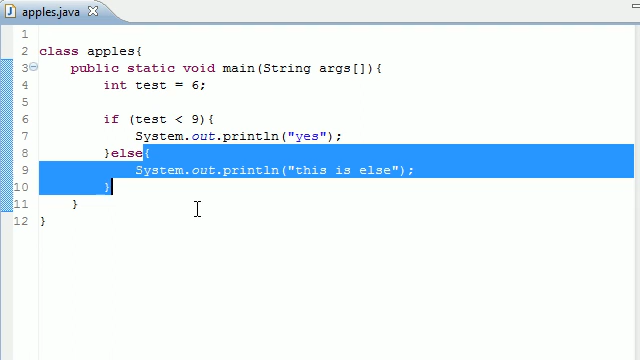 apples.java
1
2 class apples{
3 public static void main(String args[]){
4 int test = 6;
5
6 if (test < 9){
7 System.out.println("yes");
8 }else{
9 System.out.println("this is else");
10 }
11 }
12 }